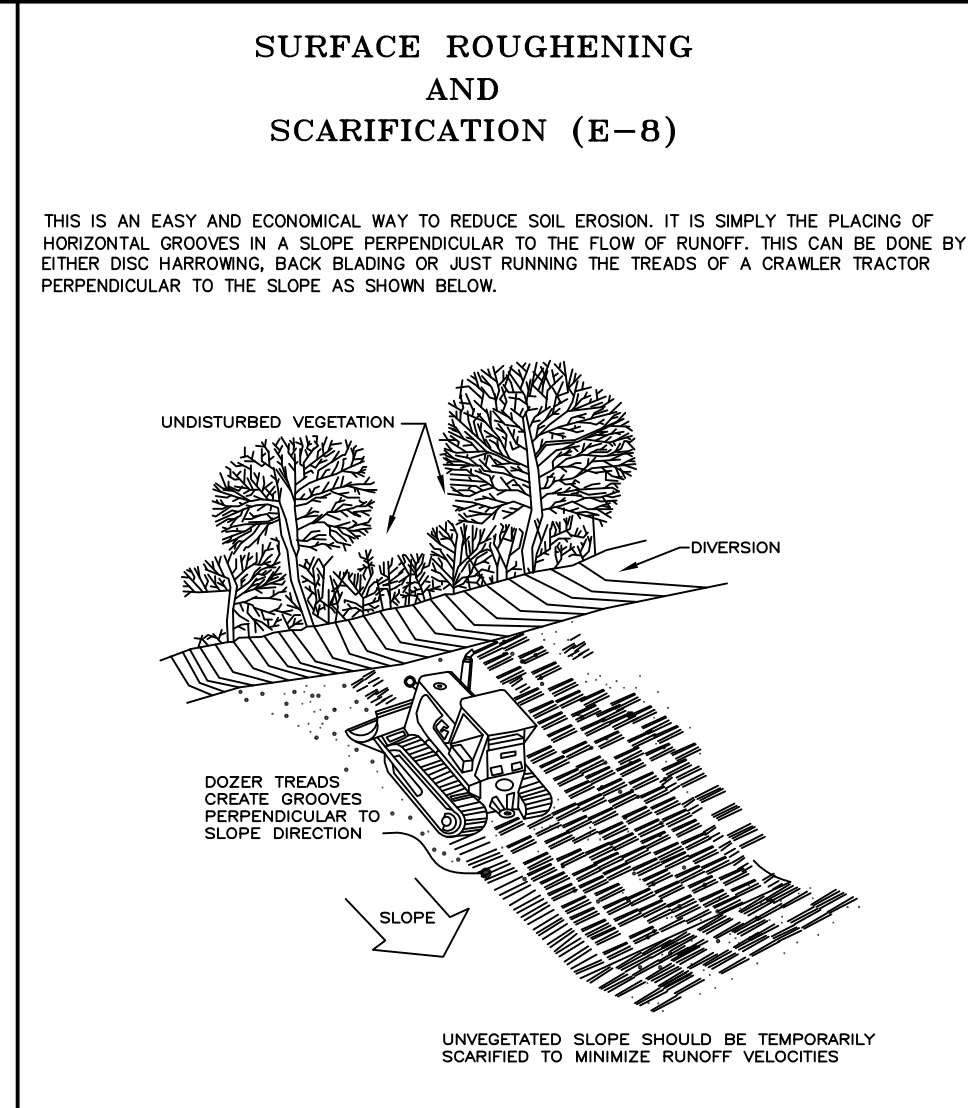 SURFACE ROUGHENING
AND
SCARIFICATION (E-8)
THIS IS AN EASY AND ECONOMICAL WAY TO REDUCE SOIL EROSION. IT IS SIMPLY THE PLACING OF
HORIZONTAL GROOVES IN A SLOPE PERPENDICULAR TO THE FLOW OF RUNOFF. THIS CAN BE DONE BY
EITHER DISC HARROWING, BACK BLADING OR JUST RUNNING THE TREADS OF A CRAWLER TRACTOR
PERPENDICULAR TO THE SLOPE AS SHOWN BELOW.
UNDISTURBED VEGETATION
DIVERSION
DOZER TREADS
CREATE GROOVES
PERPENDICULAR TO
SLOPE DIRECTION
SLOPE
UNVEGETATED SLOPE SHOULD BE TEMPORARILY
SCARIFIED TO MINIMIZE RUNOFF VELOCITIES